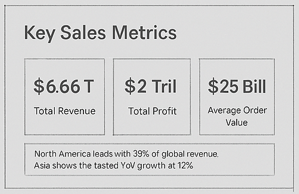 Key Sales Metrics
$6.66 T
Total Revenue
$2 Tril
Total Profit
$25 Bill
Average Order
Value
North America leads with 39% of global revenue.
Asia shows the tasted YoV growth at 12%